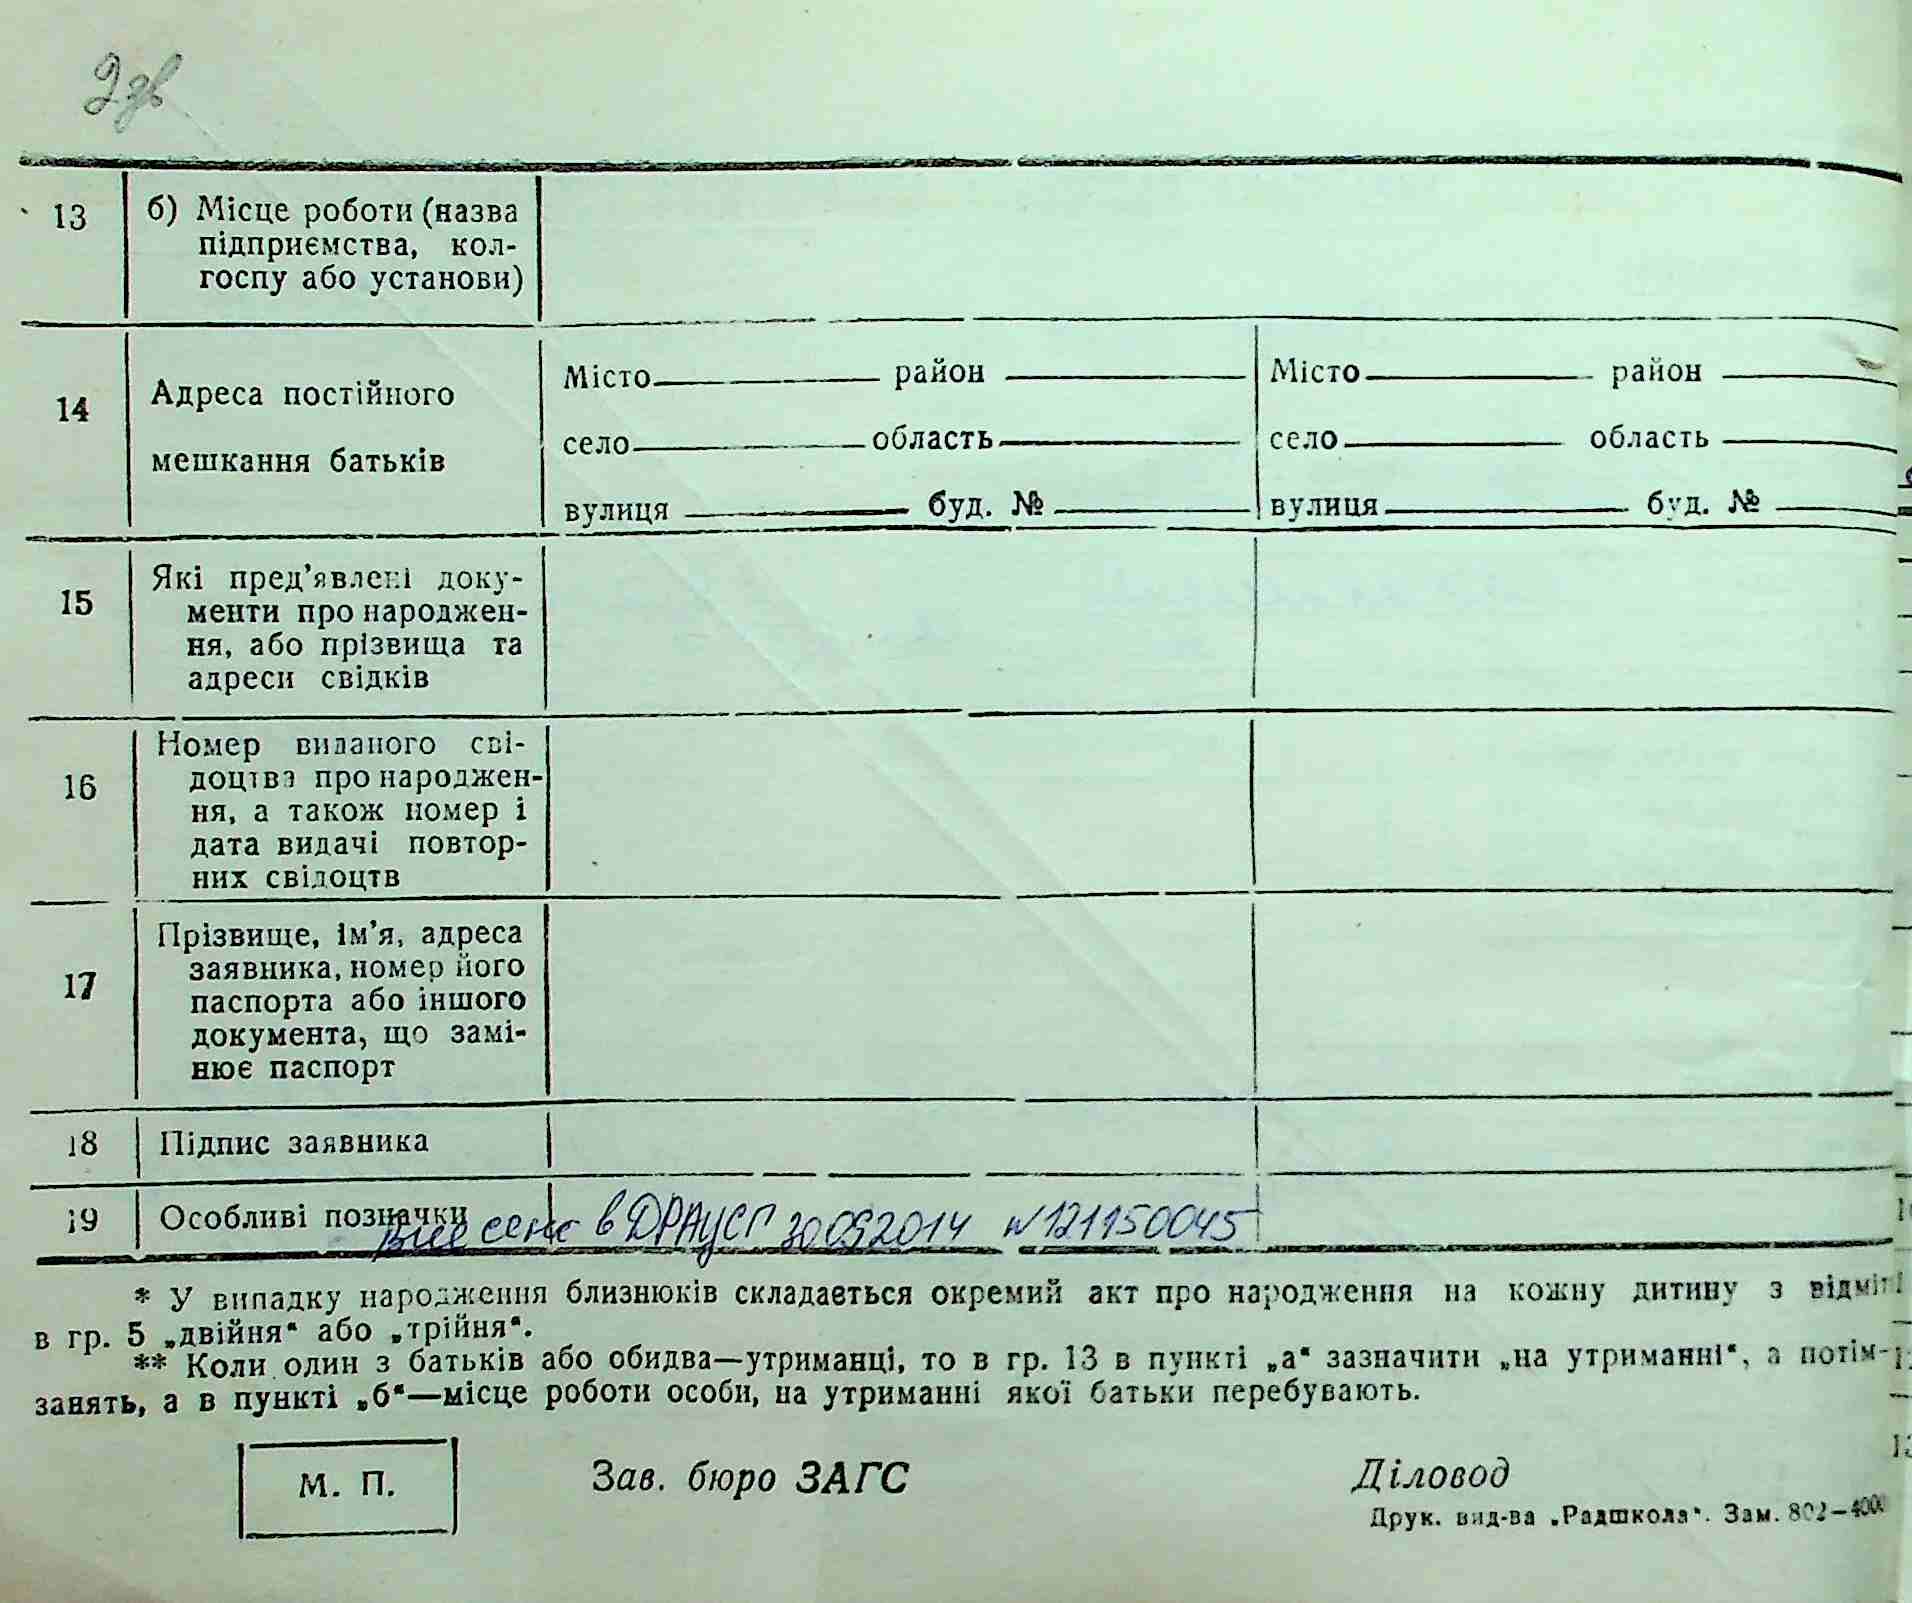 2 дв
13 б) Місце роботи (назва
підприємства, кол-
госпу або установи)
14 Адреса постійного
мешкання батьків
Місто район Місто район
село область село область
вулиця буд. № вулиця буд. №
15 Які пред’явлені доку-
менти про народжен-
ня, або прізвища та
адреси свідків
16 Номер виданого сві-
доцтва про народжен-
ня, а також номер і
дата видачі повтор-
них свідоцтв
17 Прізвище, ім’я, адреса
заявника, номер його
паспорта або іншого
документа, що замі-
нює паспорт
18 Підпис заявника
19 Особливі позначки
Внесено в ДРАЦСГ 30052014 N 121150045
* У випадку народження близнюків складається окремий акт про народження на кожну дитину з відміткі
в гр. 5 „двійня“ або „трійня“.
** Коли один з батьків або обидва—утриманці, то в гр. 13 в пункті „а“ зазначити „на утриманні“, а потім-
занять, а в пункті „б“—місце роботи особи, на утриманні якої батьки перебувають.
М. П. Зав. бюро ЗАГС Діловод
Друк. вид-ва „Радшкола“. Зам. 802—4000